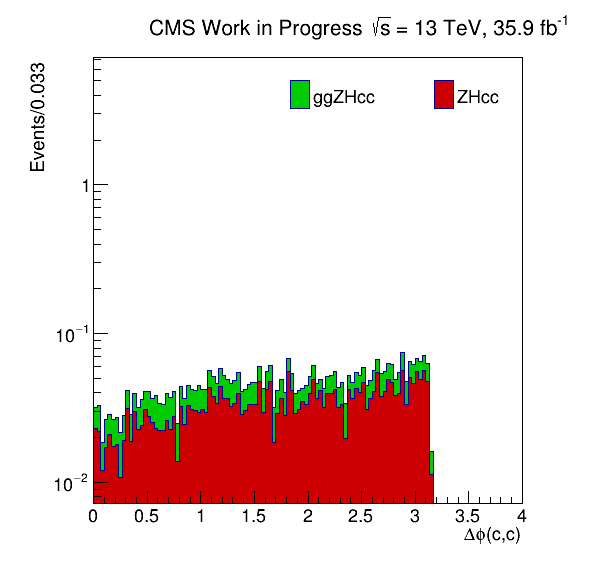 CMS Work in Progress √s = 13 TeV, 35.9 fb⁻¹
Events/0.033
ggZHcc ZHcc
1
10⁻¹
10⁻²
0 0.5 1 1.5 2 2.5 3 3.5 4
Δϕ(c,c)